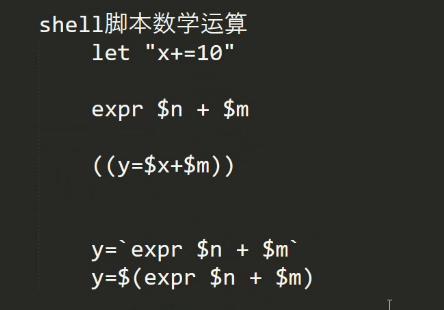 shell脚本数学运算
let "x+=10"
expr $n + $m
((y=$x+$m))
y=`expr $n + $m`
y=$(expr $n + $m)